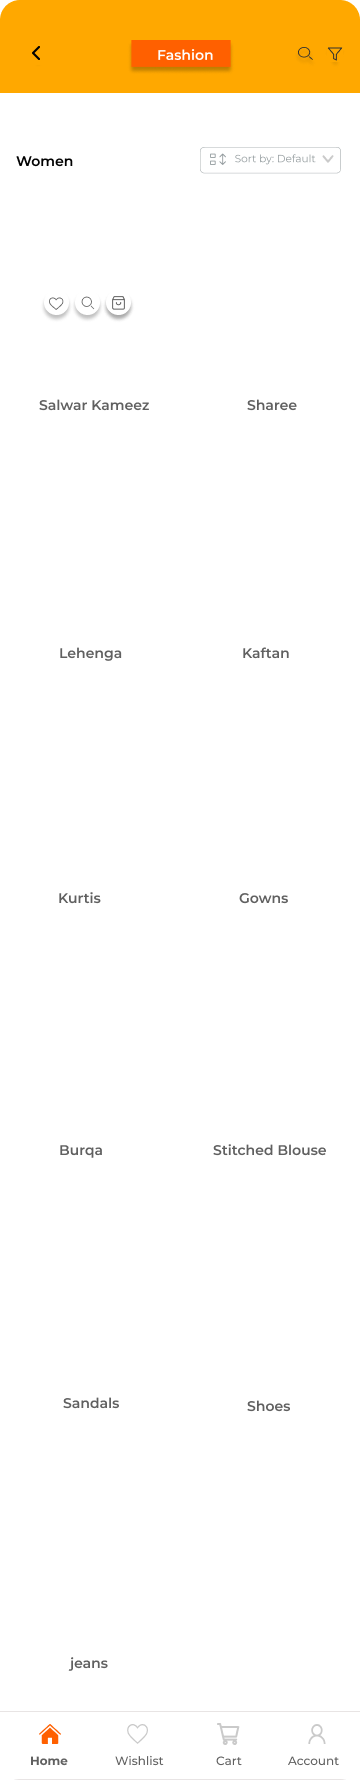 Fashion
Women
Sort by: Default
Salwar Kameez
Sharee
Lehenga
Kaftan
Kurtis
Gowns
Burqa
Stitched Blouse
Sandals
Shoes
jeans
Home
Wishlist
Cart
Account